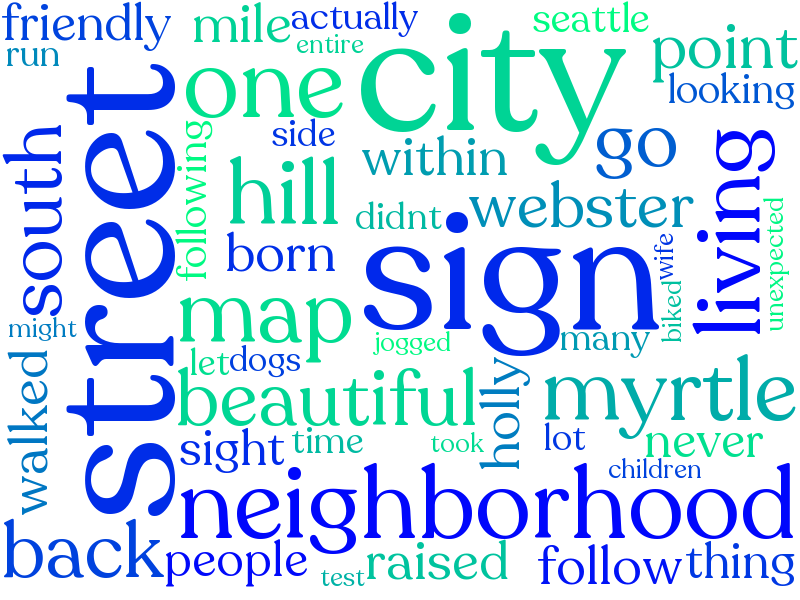 friendly
mile
actually
seattle
run
entire
city
point
one
looking
street
side
go
south
following
within
living
hill
didnt
webster
born
sign
wife
unexpected
map
biked
might
many
jogged
let
dogs
walked
beautiful
holly
myrtle
sight
time
took
lot
never
children
neighborhood
back
people
test
raised
follow
thing